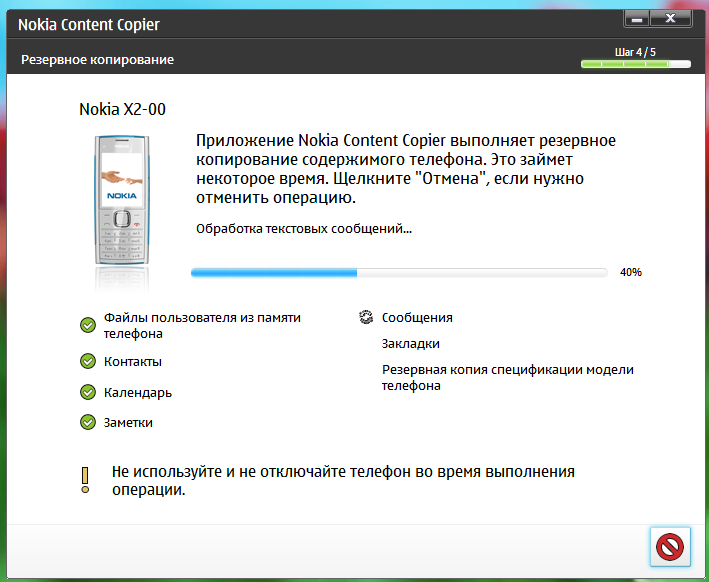 Nokia Content Copier
Резервное копирование
Шаг 4 / 5
Nokia X2-00
NOKIA
Приложение Nokia Content Copier выполняет резервное
копирование содержимого телефона. Это займет
некоторое время. Щелкните "Отмена", если нужно
отменить операцию.
Обработка текстовых сообщений...
40%
Файлы пользователя из памяти
телефона
Контакты
Календарь
Заметки
Сообщения
Закладки
Резервная копия спецификации модели
телефона
Не используйте и не отключайте телефон во время выполнения
операции.